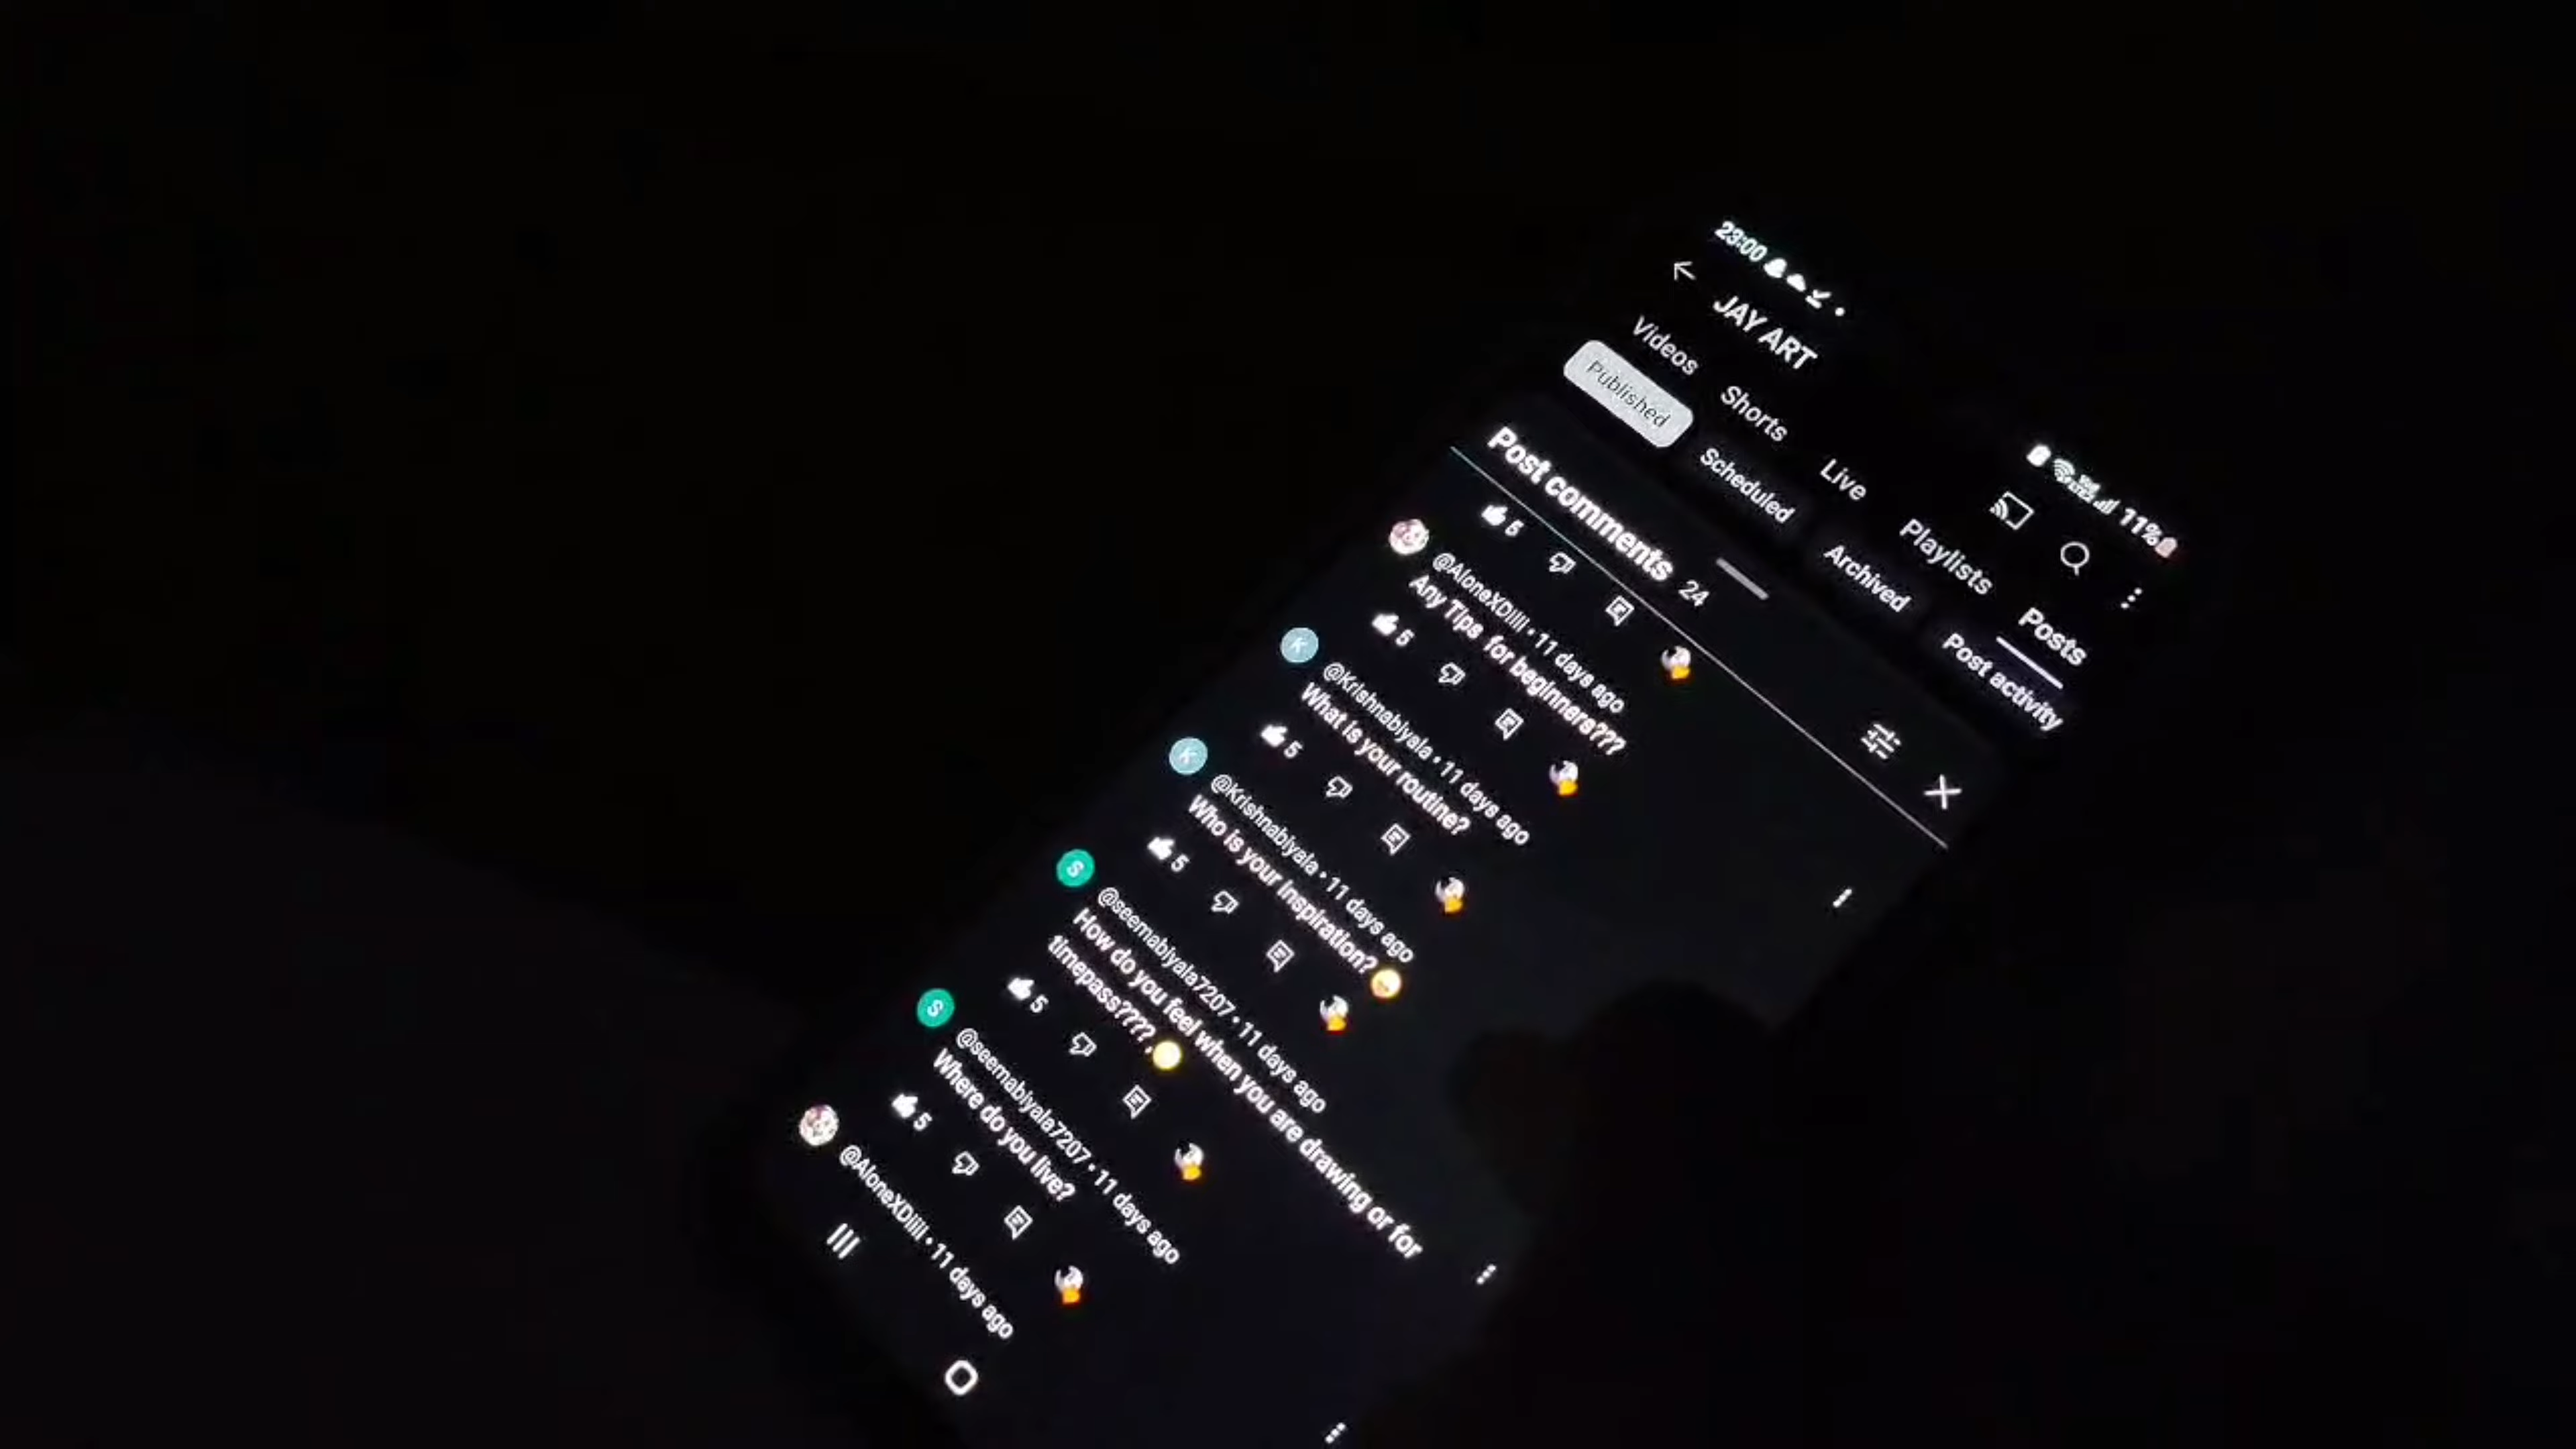 23:00
11%
JAY ART
Videos Shorts Live Playlists Posts
Published Scheduled Archived Post activity
Post comments 24
5
@AloneXDiiii • 11 days ago
Any Tips for beginners???
5
K
@Krishnabiyala • 11 days ago
What is your routine?
5
K
@Krishnabiyala • 11 days ago
Who is your inspiration?
5
S
@seemabiyala7207 • 11 days ago
How do you feel when you are drawing or for
timepass????
5
S
@seemabiyala7207 • 11 days ago
Where do you live?
5
@AloneXDiiii • 11 days ago